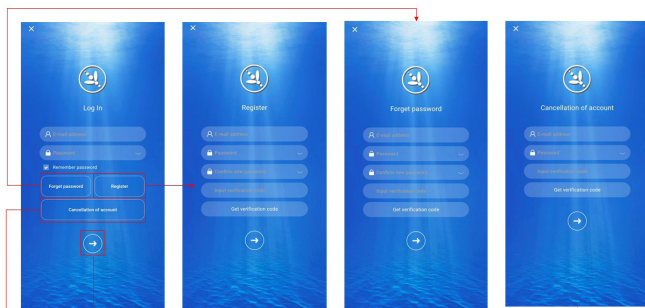 Log In
E-mail address
Password
Remember password
Forget password
Register
Cancellation of account
Register
E-mail address
Password
Confirm new password
Input verification code
Get verification code
Forget password
E-mail address
Password
Confirm new password
Input verification code
Get verification code
Cancellation of account
E-mail address
Password
Input verification code
Get verification code